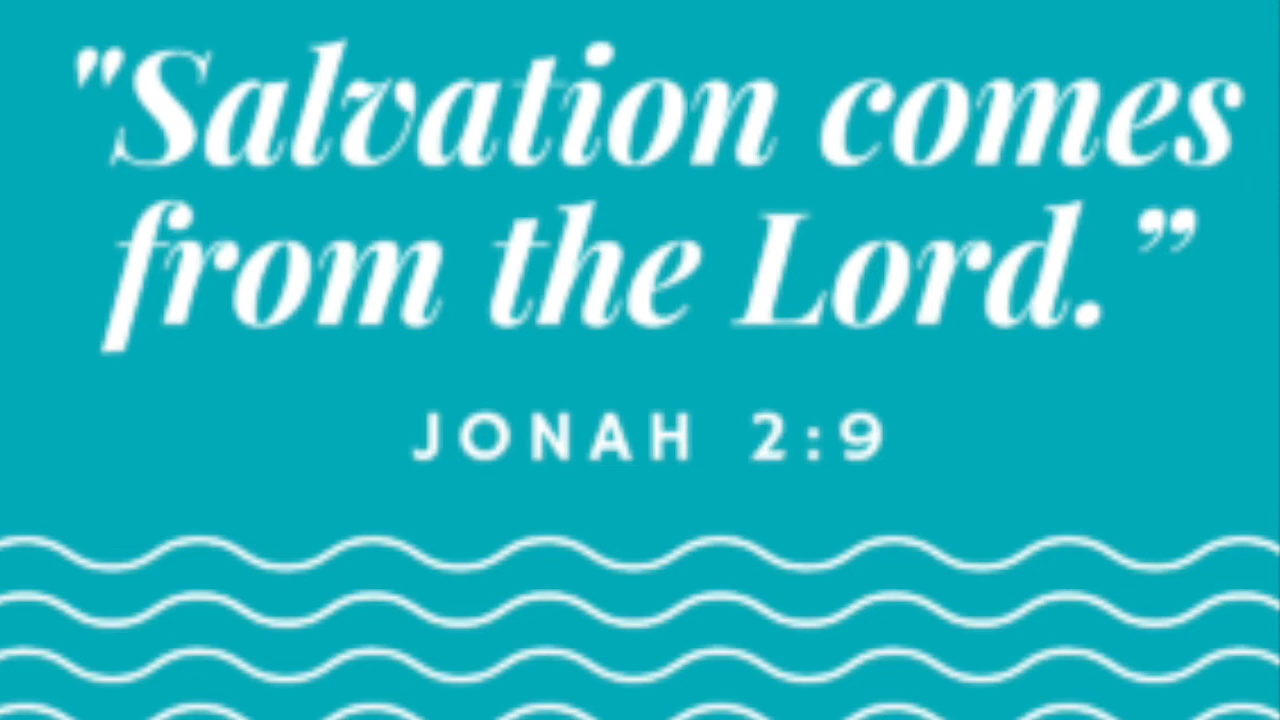 "Salvation comes
from the Lord.”
JONAH 2:9